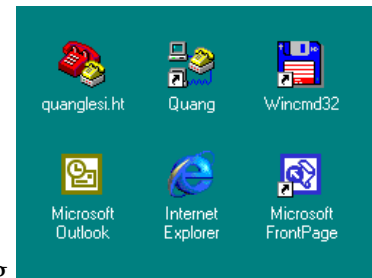 quanglesi.ht
Quang
Wincmd32
Microsoft Outlook
Internet Explorer
Microsoft FrontPage